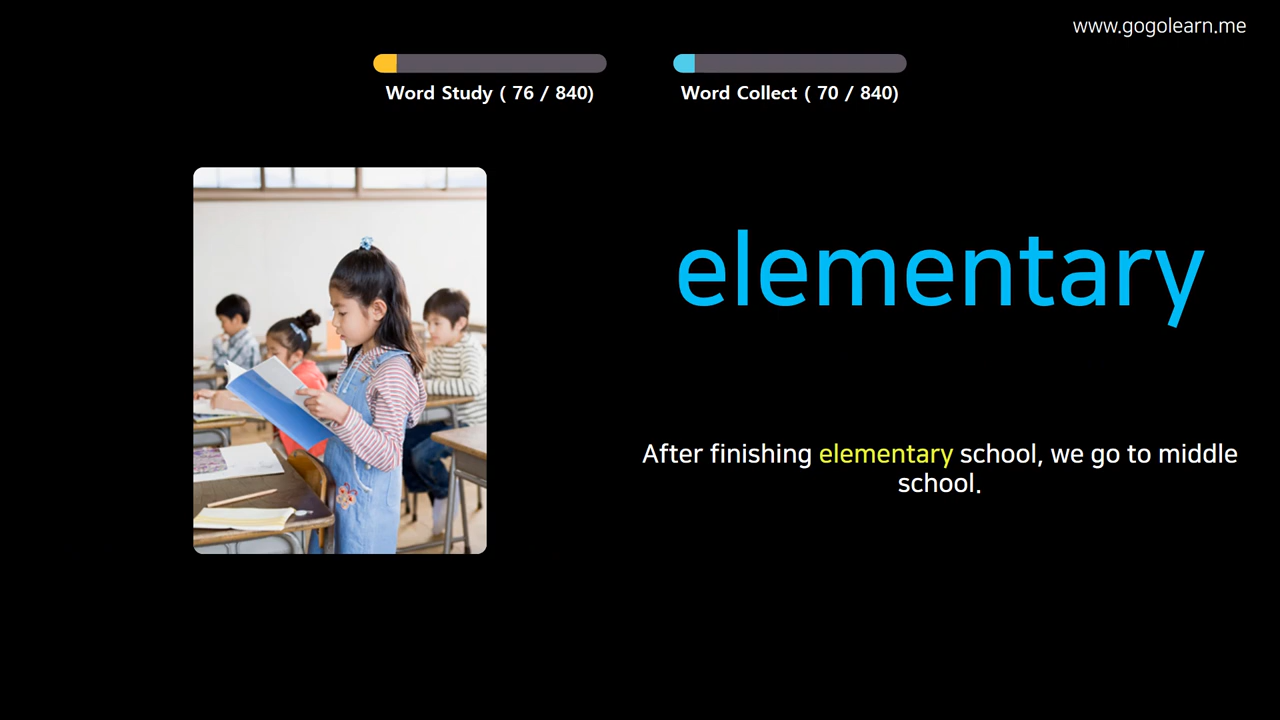 www.gogolearn.me
Word Study ( 76 / 840)
Word Collect ( 70 / 840)
elementary
After finishing elementary school, we go to middle
school.